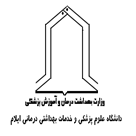 وزارت بهداشت درمان و آموزش پزشکی
دانشگاه علوم پزشکی و خدمات بهداشتی درمانی ایلام